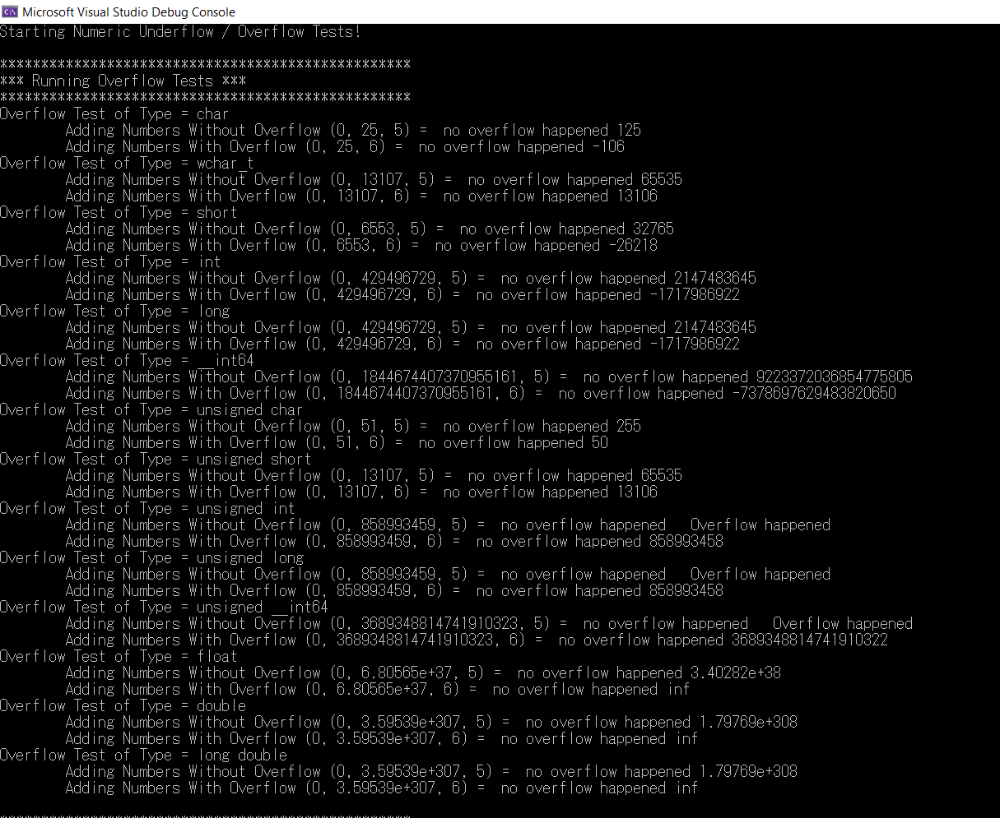 Microsoft Visual Studio Debug Console
Starting Numeric Underflow / Overflow Tests!
**************************************************
*** Running Overflow Tests ***
**************************************************
Overflow Test of Type = char
Adding Numbers Without Overflow (0, 25, 5) =  no overflow happened 125
Adding Numbers With Overflow (0, 25, 6) =  no overflow happened -106
Overflow Test of Type = wchar_t
Adding Numbers Without Overflow (0, 13107, 5) =  no overflow happened 65535
Adding Numbers With Overflow (0, 13107, 6) =  no overflow happened 13106
Overflow Test of Type = short
Adding Numbers Without Overflow (0, 6553, 5) =  no overflow happened 32765
Adding Numbers With Overflow (0, 6553, 6) =  no overflow happened -26218
Overflow Test of Type = int
Adding Numbers Without Overflow (0, 429496729, 5) =  no overflow happened 2147483645
Adding Numbers With Overflow (0, 429496729, 6) =  no overflow happened -1717986922
Overflow Test of Type = long
Adding Numbers Without Overflow (0, 429496729, 5) =  no overflow happened 2147483645
Adding Numbers With Overflow (0, 429496729, 6) =  no overflow happened -1717986922
Overflow Test of Type = __int64
Adding Numbers Without Overflow (0, 1844674407370955161, 5) =  no overflow happened 9223372036854775805
Adding Numbers With Overflow (0, 1844674407370955161, 6) =  no overflow happened -7378697629483820650
Overflow Test of Type = unsigned char
Adding Numbers Without Overflow (0, 51, 5) =  no overflow happened 255
Adding Numbers With Overflow (0, 51, 6) =  no overflow happened 50
Overflow Test of Type = unsigned short
Adding Numbers Without Overflow (0, 13107, 5) =  no overflow happened 65535
Adding Numbers With Overflow (0, 13107, 6) =  no overflow happened 13106
Overflow Test of Type = unsigned int
Adding Numbers Without Overflow (0, 858993459, 5) =  no overflow happened   Overflow happened
Adding Numbers With Overflow (0, 858993459, 6) =  no overflow happened 858993458
Overflow Test of Type = unsigned long
Adding Numbers Without Overflow (0, 858993459, 5) =  no overflow happened   Overflow happened
Adding Numbers With Overflow (0, 858993459, 6) =  no overflow happened 858993458
Overflow Test of Type = unsigned __int64
Adding Numbers Without Overflow (0, 3689348814741910323, 5) =  no overflow happened   Overflow happened
Adding Numbers With Overflow (0, 3689348814741910323, 6) =  no overflow happened 3689348814741910322
Overflow Test of Type = float
Adding Numbers Without Overflow (0, 6.80565e+37, 5) =  no overflow happened 3.40282e+38
Adding Numbers With Overflow (0, 6.80565e+37, 6) =  no overflow happened inf
Overflow Test of Type = double
Adding Numbers Without Overflow (0, 3.59539e+307, 5) =  no overflow happened 1.79769e+308
Adding Numbers With Overflow (0, 3.59539e+307, 6) =  no overflow happened inf
Overflow Test of Type = long double
Adding Numbers Without Overflow (0, 3.59539e+307, 5) =  no overflow happened 1.79769e+308
Adding Numbers With Overflow (0, 3.59539e+307, 6) =  no overflow happened inf
**************************************************